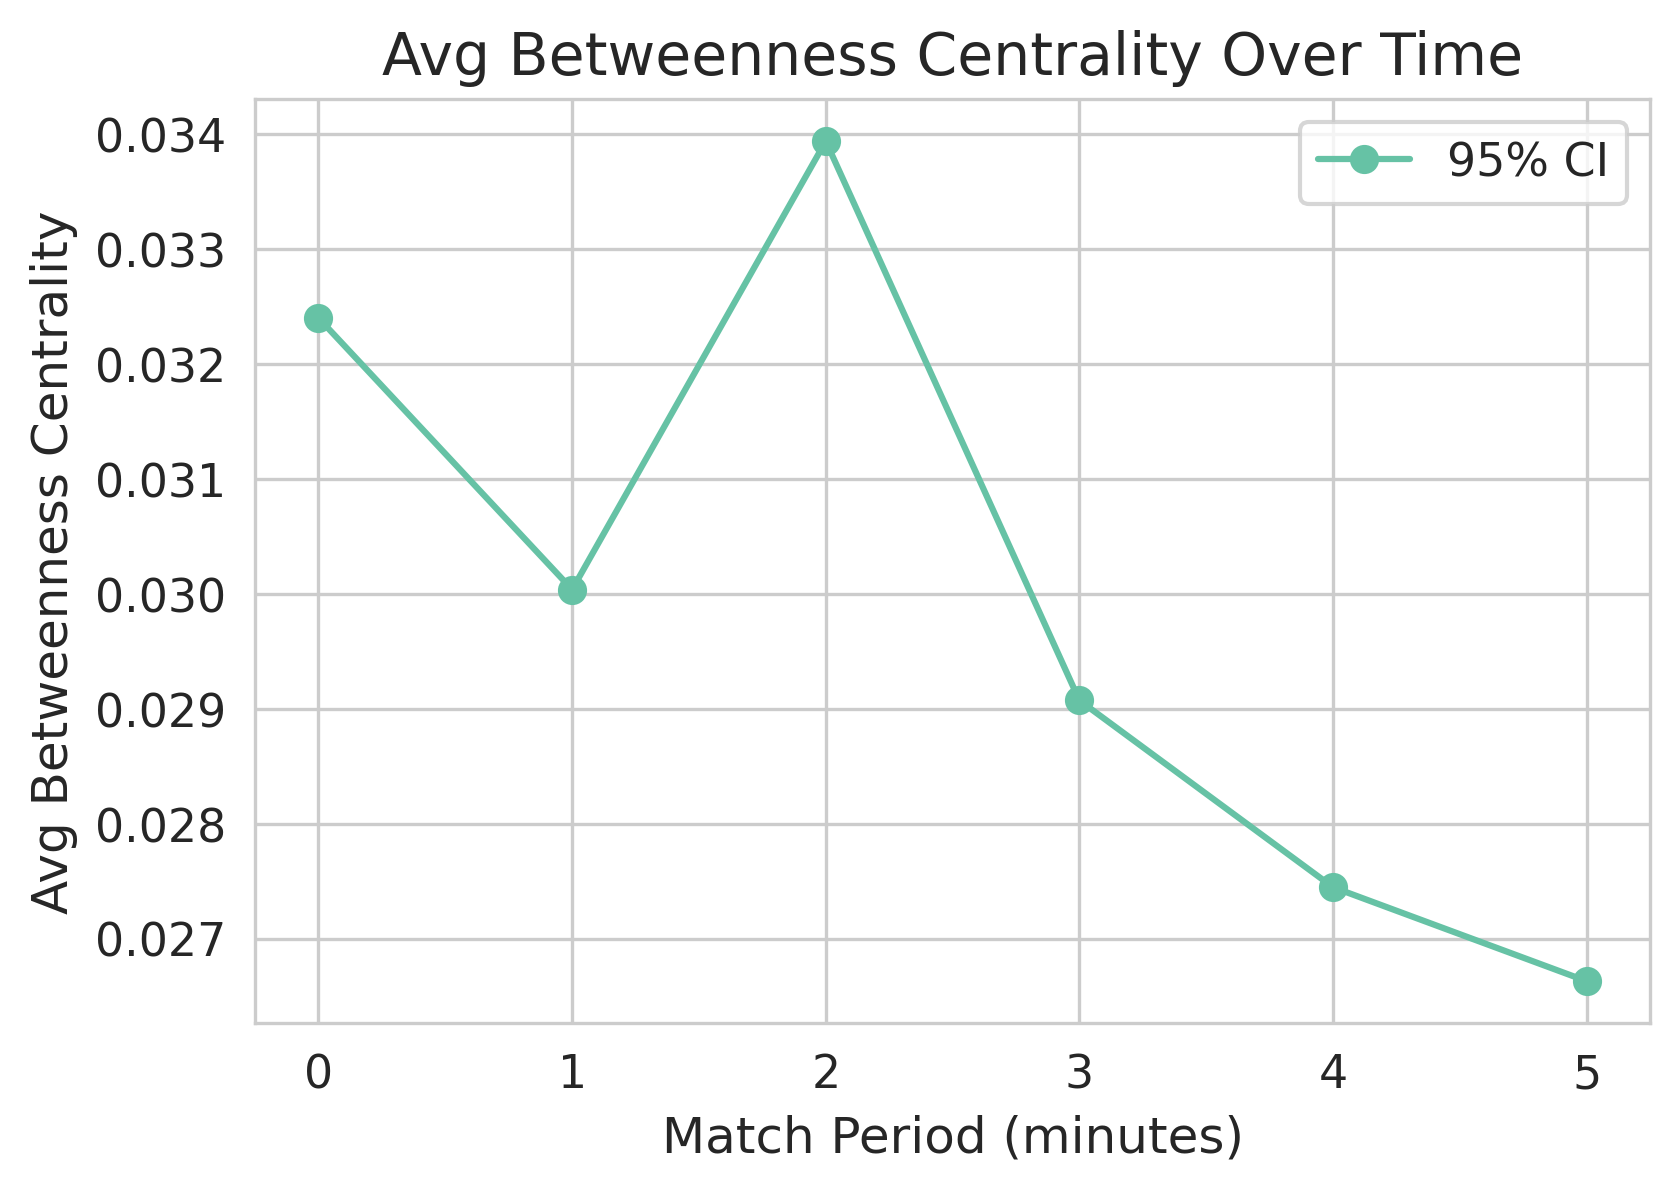 Avg Betweenness Centrality Over Time
95% CI
Avg Betweenness Centrality
0.034
0.033
0.032
0.031
0.030
0.029
0.028
0.027
0 1 2 3 4 5
Match Period (minutes)